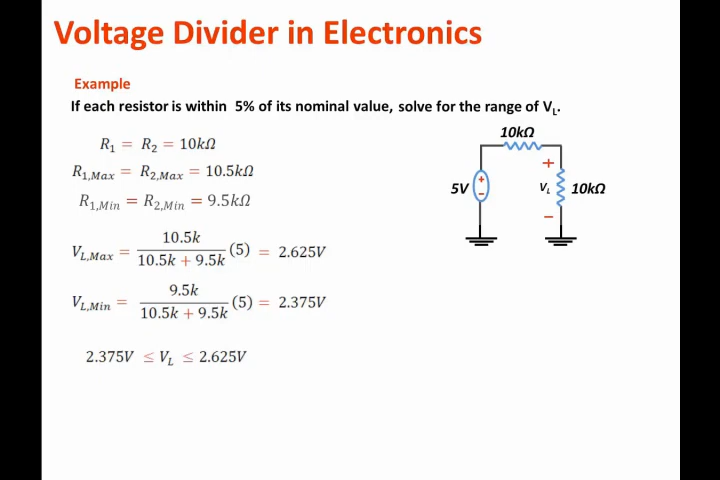 Voltage Divider in Electronics
Example
If each resistor is within 5% of its nominal value, solve for the range of V_L.
R_1 = R_2 = 10kΩ
R_{1,Max} = R_{2,Max} = 10.5kΩ
R_{1,Min} = R_{2,Min} = 9.5kΩ
V_{L,Max} = 10.5k / (10.5k + 9.5k) (5) = 2.625V
V_{L,Min} = 9.5k / (10.5k + 9.5k) (5) = 2.375V
2.375V ≤ V_L ≤ 2.625V
10kΩ
+
5V + − V_L 10kΩ
−